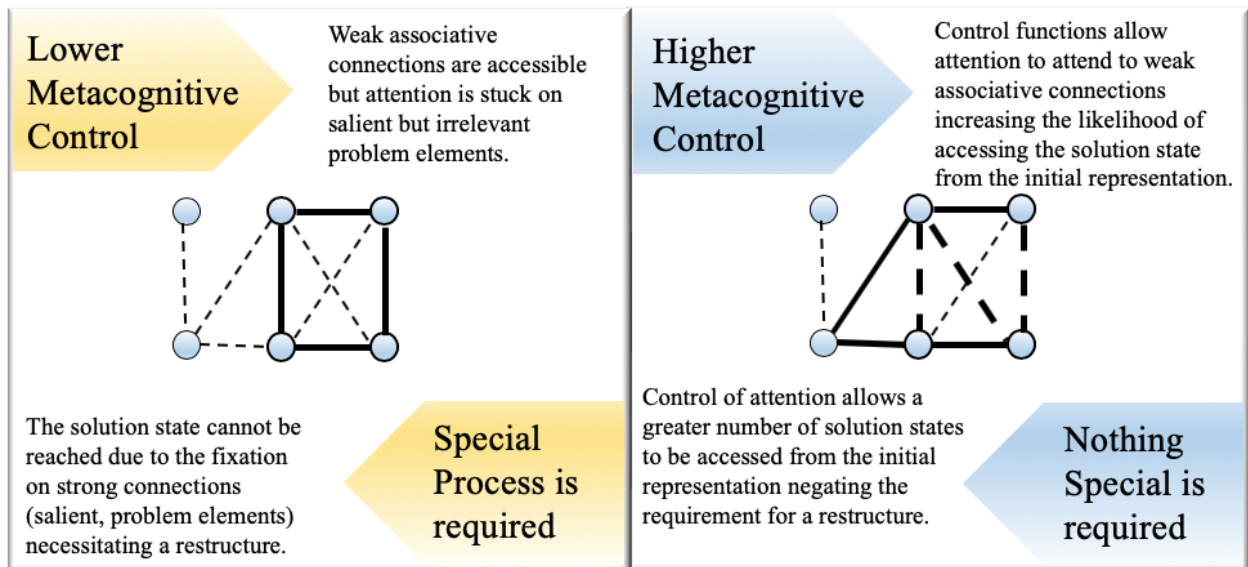 Lower
Metacognitive
Control
Weak associative
connections are accessible
but attention is stuck on
salient but irrelevant
problem elements.
The solution state cannot be
reached due to the fixation
on strong connections
(salient, problem elements)
necessitating a restructure.
Special
Process is
required
Higher
Metacognitive
Control
Control functions allow
attention to attend to weak
associative connections
increasing the likelihood of
accessing the solution state
from the initial representation.
Control of attention allows a
greater number of solution states
to be accessed from the initial
representation negating the
requirement for a restructure.
Nothing
Special is
required